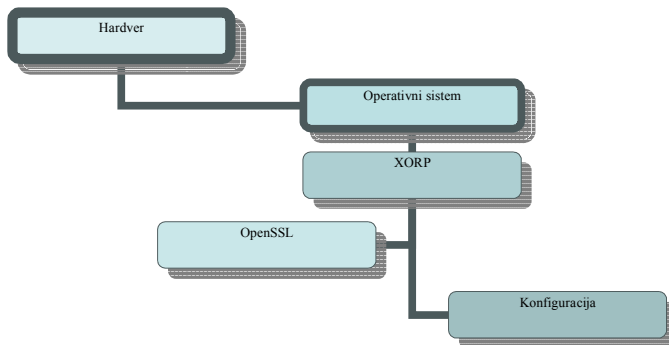 Hardver
Operativni sistem
XORP
OpenSSL
Konfiguracija